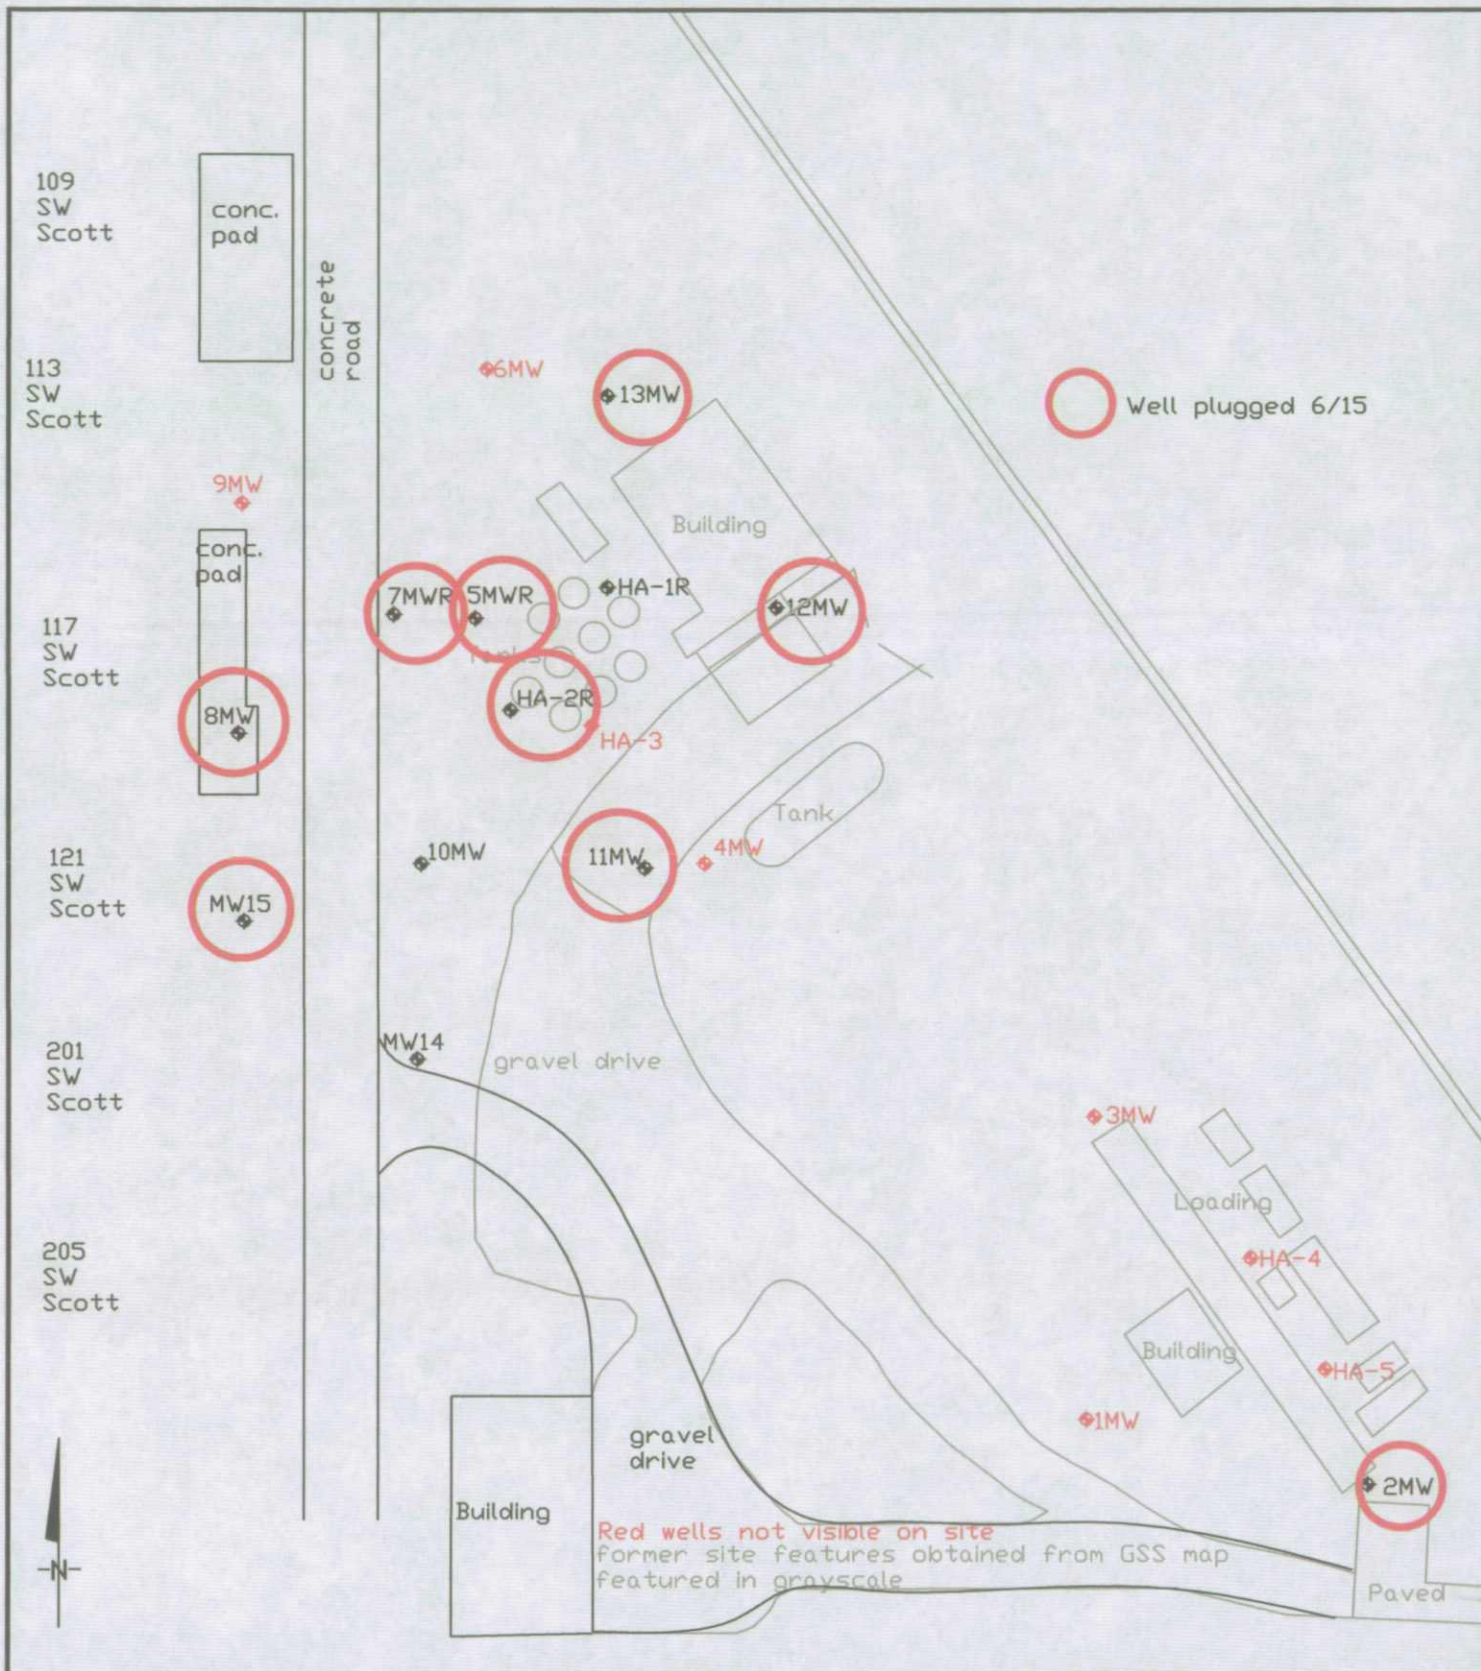 109
SW
Scott
conc.
pad
concrete
road
113
SW
Scott
6MW
13MW
Well plugged 6/15
9MW
Building
conc.
pad
7MWR
5MWR
HA-1R
12MW
117
SW
Scott
Tanks
HA-2R
8MW
HA-3
Tank
121
SW
Scott
10MW
11MW
4MW
MW15
201
SW
Scott
MW14
gravel drive
3MW
Loading
205
SW
Scott
HA-4
Building
HA-5
1MW
gravel
drive
2MW
Building
Red wells not visible on site
former site features obtained from GSS map
featured in grayscale
Paved
N